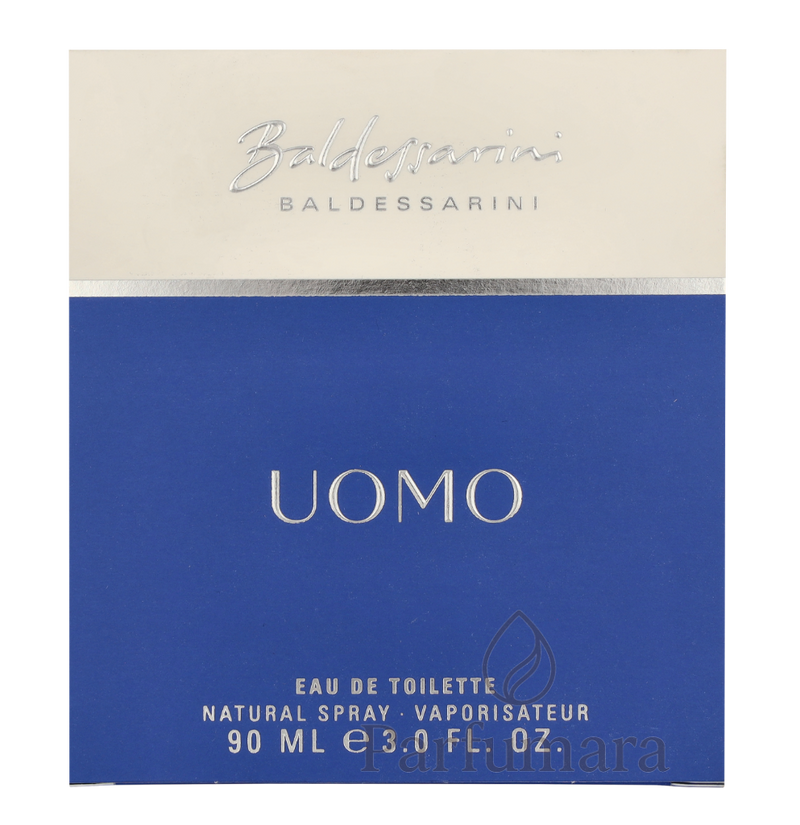 Baldessarini
BALDESSARINI
UOMO
EAU DE TOILETTE
NATURAL SPRAY · VAPORISATEUR
90 ML ℮ 3.0 FL. OZ.
Parfumara